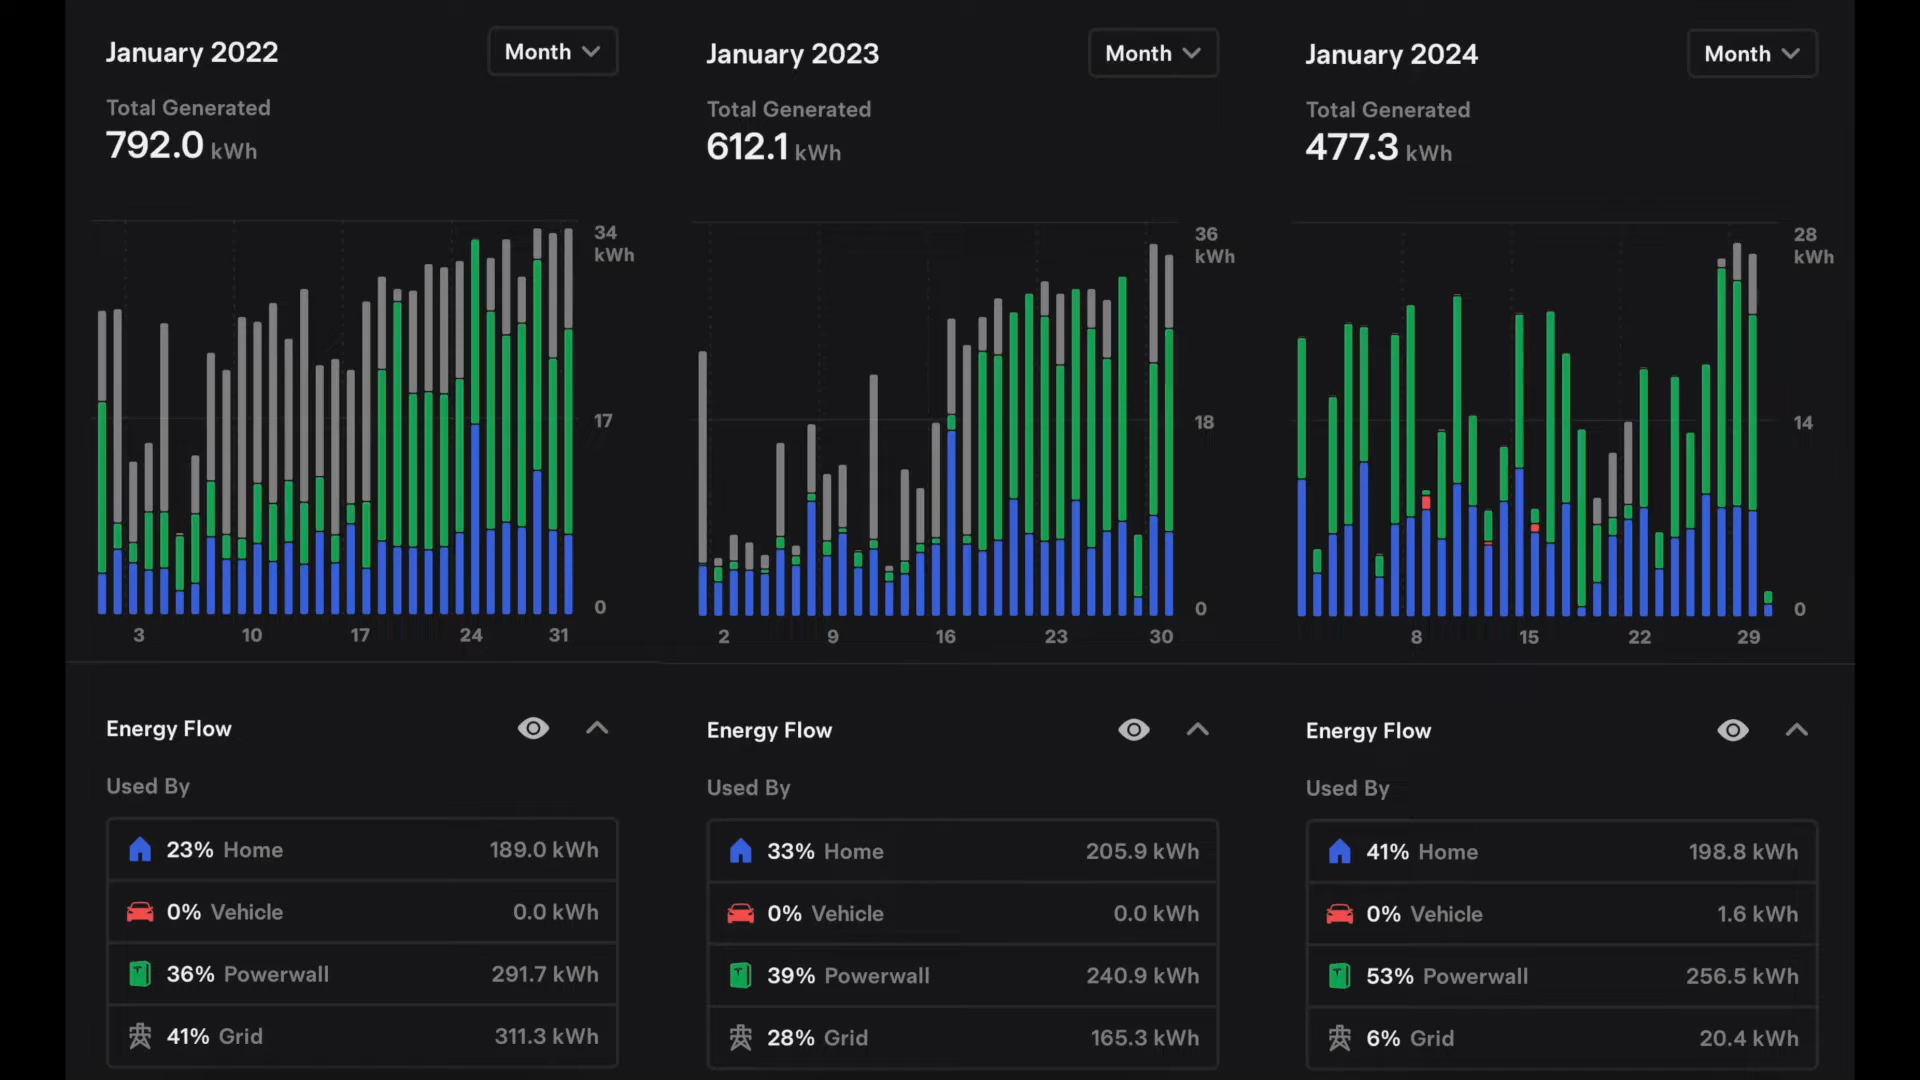 January 2022
Month
Total Generated
792.0 kWh
34
kWh
17
0
3 10 17 24 31
Energy Flow
Used By
23% Home 189.0 kWh
0% Vehicle 0.0 kWh
36% Powerwall 291.7 kWh
41% Grid 311.3 kWh
January 2023
Month
Total Generated
612.1 kWh
36
kWh
18
0
2 9 16 23 30
Energy Flow
Used By
33% Home 205.9 kWh
0% Vehicle 0.0 kWh
39% Powerwall 240.9 kWh
28% Grid 165.3 kWh
January 2024
Month
Total Generated
477.3 kWh
28
kWh
14
0
8 15 22 29
Energy Flow
Used By
41% Home 198.8 kWh
0% Vehicle 1.6 kWh
53% Powerwall 256.5 kWh
6% Grid 20.4 kWh